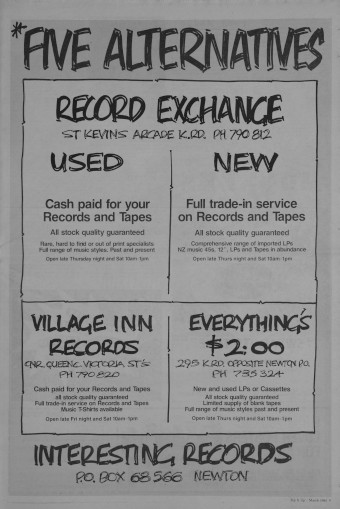 *FIVE ALTERNATIVES
RECORD EXCHANGE
ST KEVINS ARCADE K.RD. PH 790 812
USED
Cash paid for your
Records and Tapes
All stock quality guaranteed
Rare, hard to find or out of print specialists
Full range of music styles. Past and present
Open late Thursday night and Sat 10am-1pm
NEW
Full trade-in service
on Records and Tapes
All stock quality guaranteed
Comprehensive range of imported LPs
NZ music 45s, 12", LPs and Tapes in abundance
Open late Thurs night and Sat 10am-1pm
VILLAGE INN
RECORDS
CNR. QUEEN & VICTORIA ST'S
PH 790 820
Cash paid for your Records and Tapes
All stock quality guaranteed
Full trade-in service on Records and Tapes
Music T-Shirts available
Open late Fri night and Sat 10am-1pm
EVERYTHING'S
$2:00
295 K.RD. OPPOSITE NEWTON P.O.
PH 735 324
New and used LPs or Cassettes
All stock quality guaranteed
Limited supply of blank tapes
Full range of music styles past and present
Open late Thurs night and Sat 10am-1pm
INTERESTING RECORDS
P.O. BOX 68 566 NEWTON